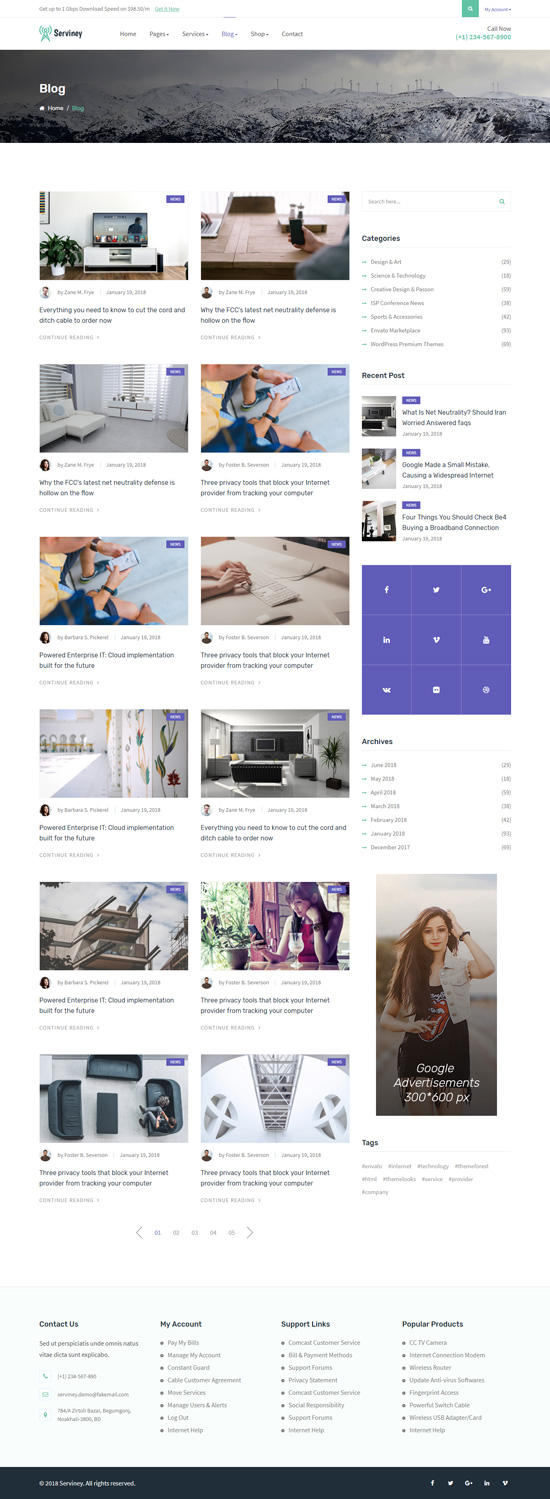 Get up to 1 Gbps Download Speed on $98.50/m Get It Now
My Account
Serviney
Home Pages Services Blog Shop Contact
Call Now
(+1) 234-567-8900
Blog
Home / Blog
NEWS
by Zane M. Frye | January 19, 2018
Everything you need to know to cut the cord and
ditch cable to order now
CONTINUE READING
NEWS
by Zane N. Frye | January 19, 2018
Why the FCC's latest net neutrality defense is
hollow on the flow
CONTINUE READING
NEWS
by Zane M. Frye | January 19, 2018
Why the FCC's latest net neutrality defense is
hollow on the flow
CONTINUE READING
NEWS
by Foster B. Severson | January 19, 2018
Three privacy tools that block your Internet
provider from tracking your computer
CONTINUE READING
NEWS
by Barbara S. Pickerel | January 19, 2018
Powered Enterprise IT: Cloud implementation
built for the future
CONTINUE READING
NEWS
by Foster B. Severson | January 19, 2018
Three privacy tools that block your Internet
provider from tracking your computer
CONTINUE READING
NEWS
by Barbara S. Pickerel | January 19, 2018
Powered Enterprise IT: Cloud implementation
built for the future
CONTINUE READING
NEWS
by Zane M. Frye | January 19, 2018
Everything you need to know to cut the cord and
ditch cable to order now
CONTINUE READING
NEWS
by Barbara S. Pickerel | January 19, 2018
Powered Enterprise IT: Cloud implementation
built for the future
CONTINUE READING
NEWS
by Foster B. Severson | January 19, 2018
Three privacy tools that block your Internet
provider from tracking your computer
CONTINUE READING
NEWS
by Foster B. Severson | January 19, 2018
Three privacy tools that block your Internet
provider from tracking your computer
CONTINUE READING
NEWS
by Foster B. Severson | January 19, 2018
Three privacy tools that block your Internet
provider from tracking your computer
CONTINUE READING
01 02 03 04 05
Search here...
Categories
Design & Art (29)
Science & Technology (18)
Creative Design & Passon (59)
ISP Conference News (38)
Sports & Accessories (42)
Envato Marketplace (93)
WordPress Premium Themes (69)
Recent Post
NEWS
What Is Net Neutrality? Should Iran
Worried Answered faqs
January 19, 2018
NEWS
Google Made a Small Mistake,
Causing a Widespread Internet
January 19, 2018
NEWS
Four Things You Should Check Be4
Buying a Broadband Connection
January 19, 2018
Archives
June 2018 (29)
May 2018 (18)
April 2018 (59)
March 2018 (38)
February 2018 (42)
January 2018 (93)
December 2017 (69)
Google
Advertisements
300*600 px
Tags
#envato #internet #technology #themeforest
#html #themelooks #service #provider
#company
Contact Us
Sed ut perspiciatis unde omnis natus
vitae dicta sunt explicabo.
(+1) 234-567-890
serviney.demo@fakemail.com
784/A Zirtoli Bazar, Begumgonj,
Noakhali-3800, BD
My Account
Pay My Bills
Manage My Account
Constant Guard
Cable Customer Agreement
Move Services
Manage Users & Alerts
Log Out
Internet Help
Support Links
Comcast Customer Service
Bill & Payment Methods
Support Forums
Privacy Statement
Comcast Customer Service
Social Responsibility
Support Forums
Internet Help
Popular Products
CC TV Camera
Internet Connection Modem
Wireless Router
Update Anti-virus Softwares
Fingerprint Access
Powerful Switch Cable
Wireless USB Adapter/Card
Internet Help
© 2018 Serviney. All rights reserved.